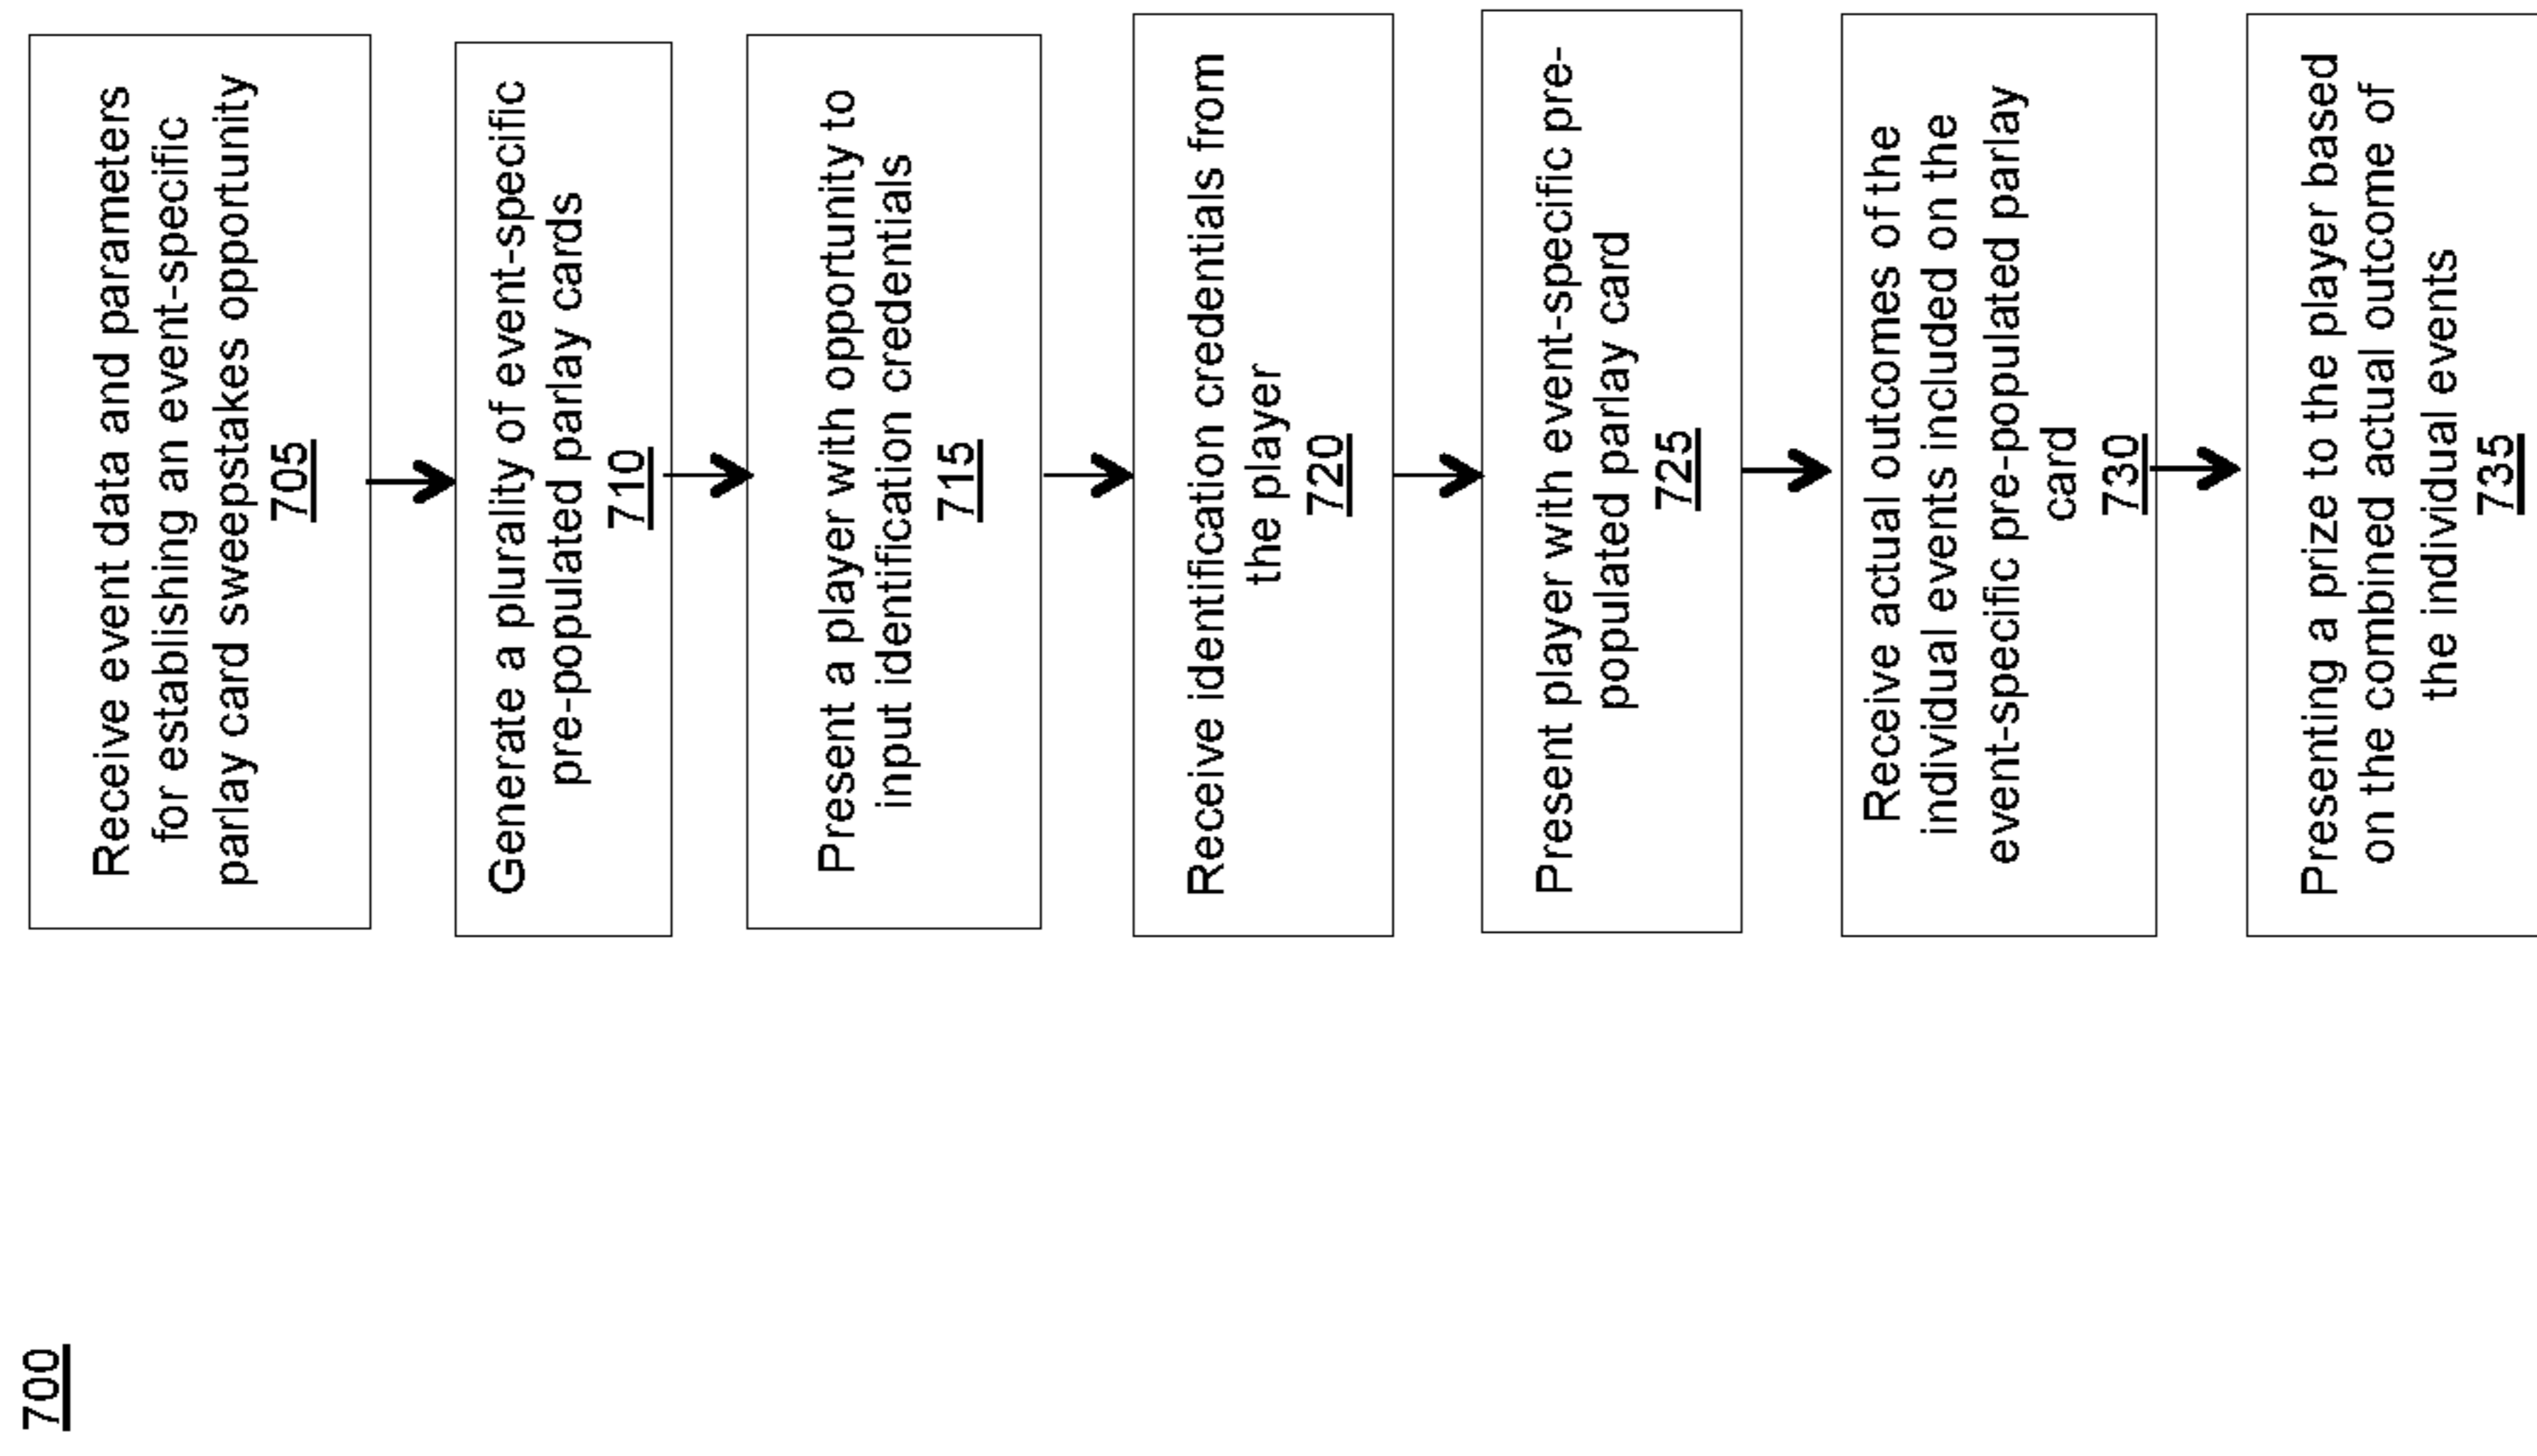 700
Receive event data and parameters
for establishing an event-specific
parlay card sweepstakes opportunity
705
Generate a plurality of event-specific
pre-populated parlay cards
710
Present a player with opportunity to
input identification credentials
715
Receive identification credentials from
the player
720
Present player with event-specific pre-
populated parlay card
725
Receive actual outcomes of the
individual events included on the
event-specific pre-populated parlay
card
730
Presenting a prize to the player based
on the combined actual outcome of
the individual events
735